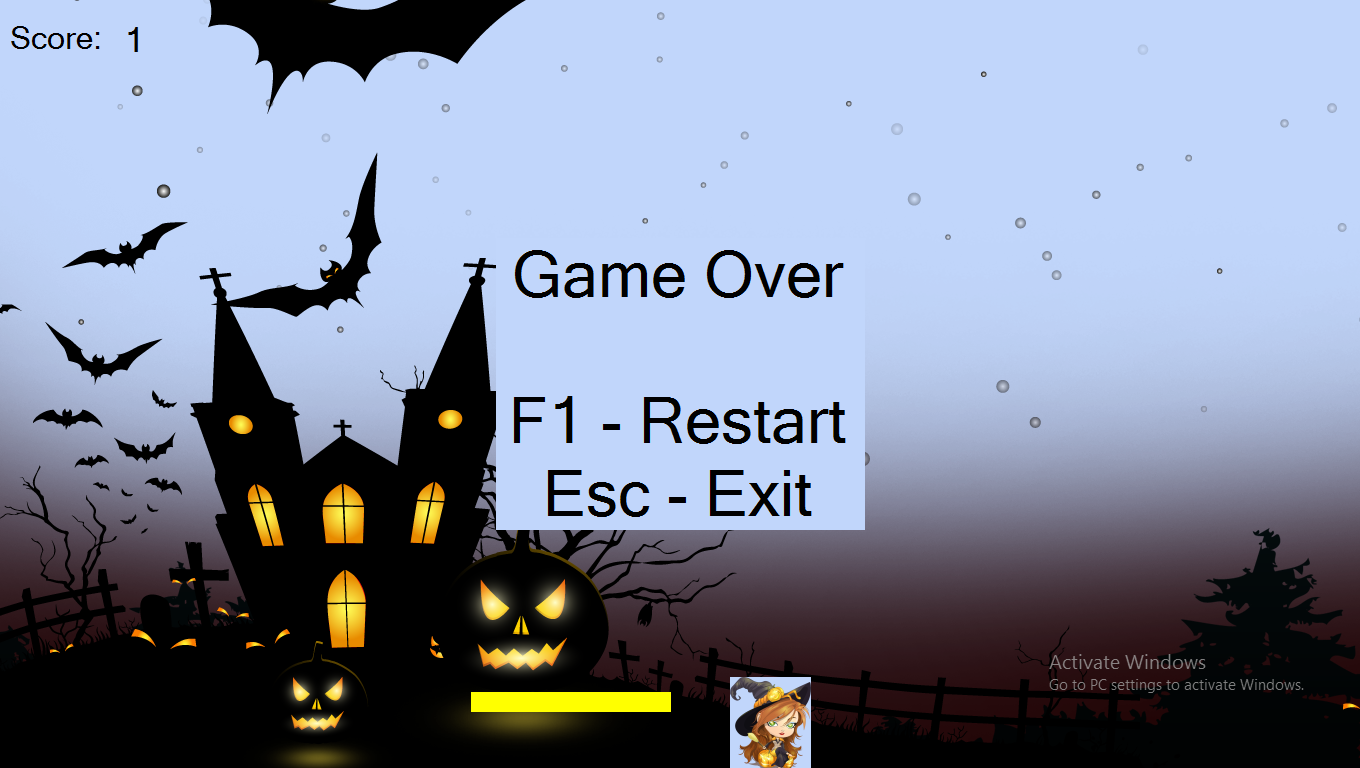 Score: 1
Game Over
F1 - Restart
Esc - Exit
Activate Windows
Go to PC settings to activate Windows.